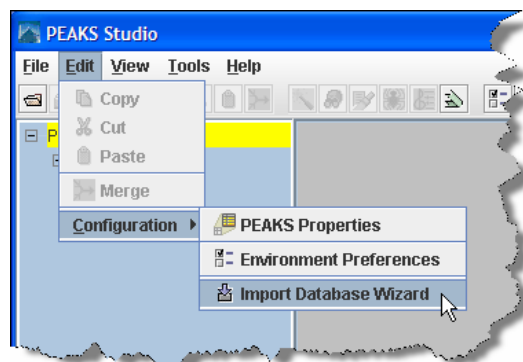 PEAKS Studio
File Edit View Tools Help
P
Copy
Cut
Paste
Merge
Configuration
PEAKS Properties
Environment Preferences
Import Database Wizard